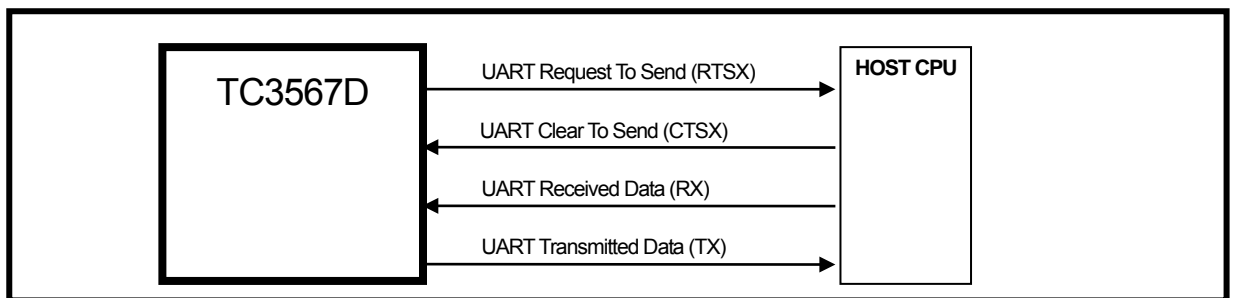 TC3567D
UART Request To Send (RTSX)
HOST CPU
UART Clear To Send (CTSX)
UART Received Data (RX)
UART Transmitted Data (TX)